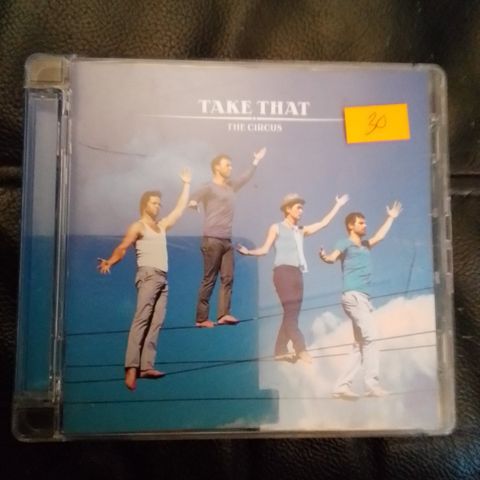 TAKE THAT
THE CIRCUS
30